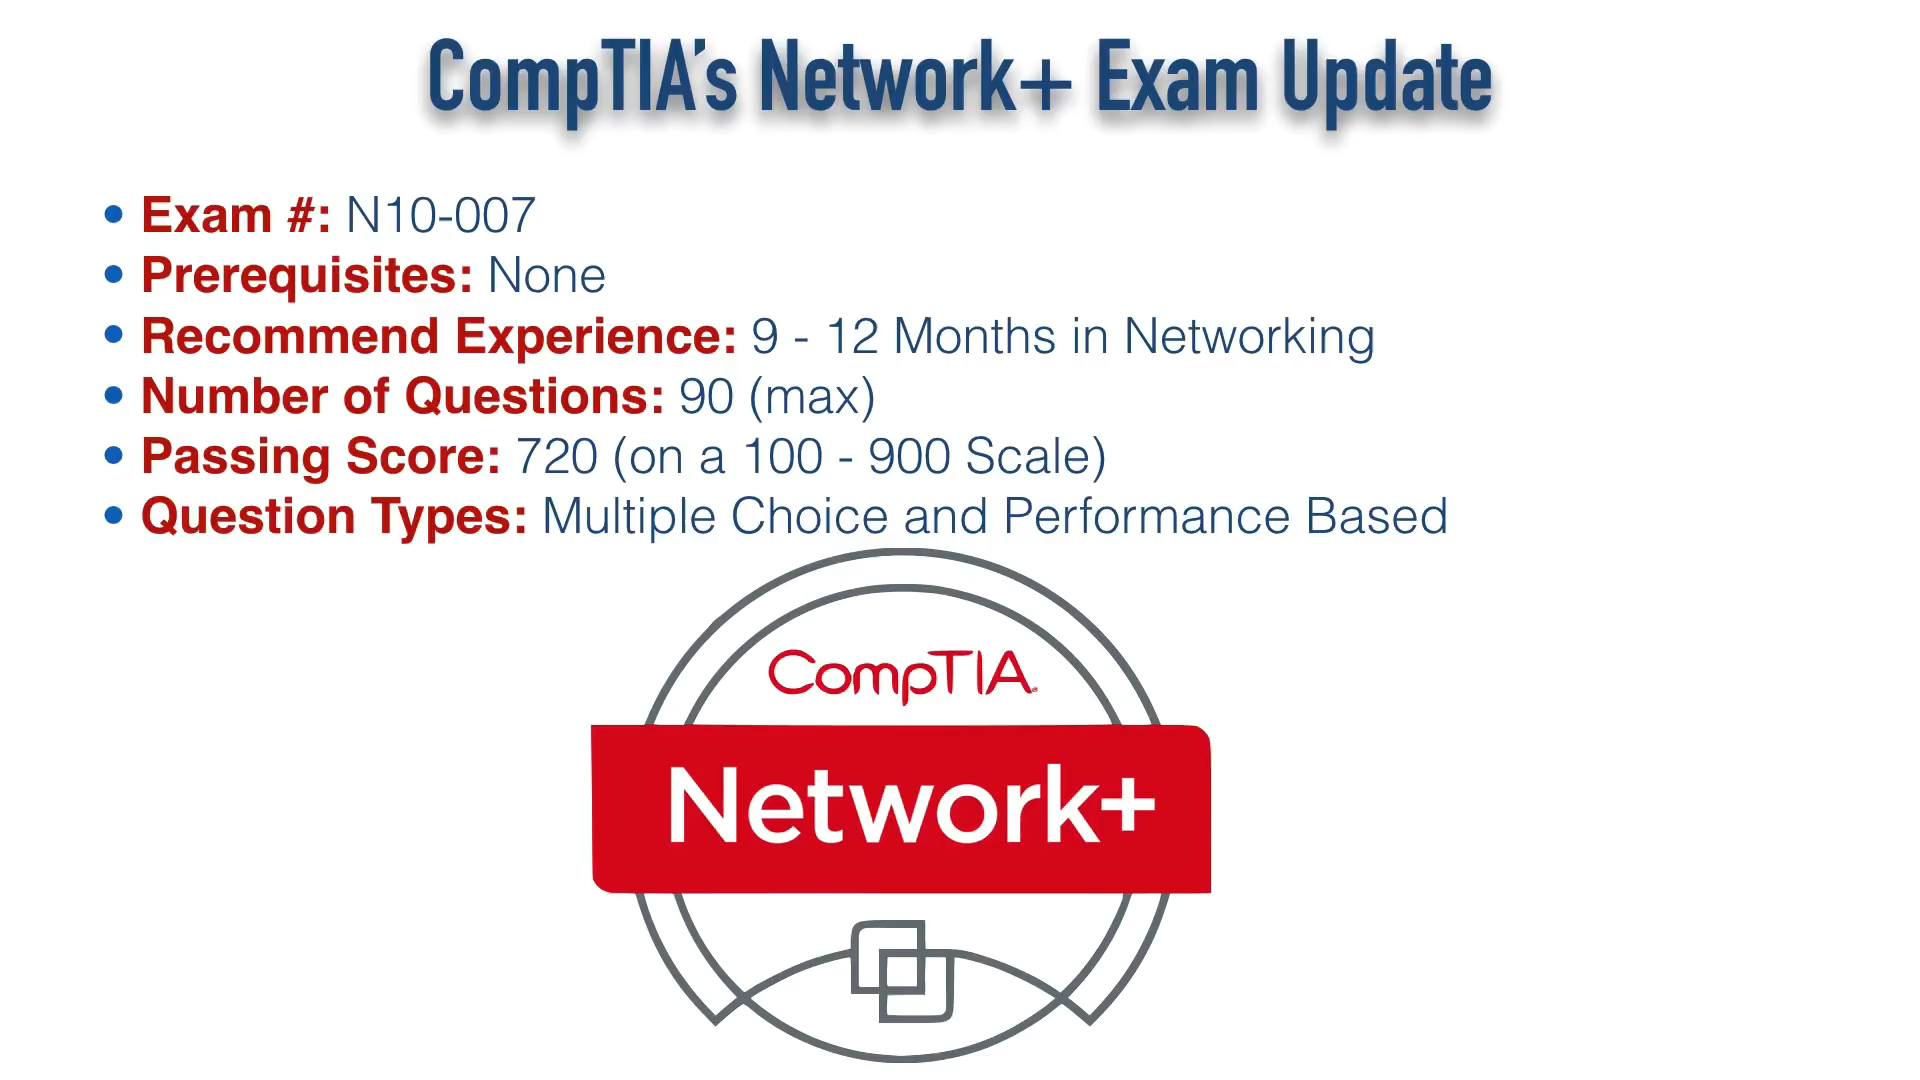 CompTIA's Network+ Exam Update
• Exam #: N10-007
• Prerequisites: None
• Recommend Experience: 9 - 12 Months in Networking
• Number of Questions: 90 (max)
• Passing Score: 720 (on a 100 - 900 Scale)
• Question Types: Multiple Choice and Performance Based
CompTIA®
Network+